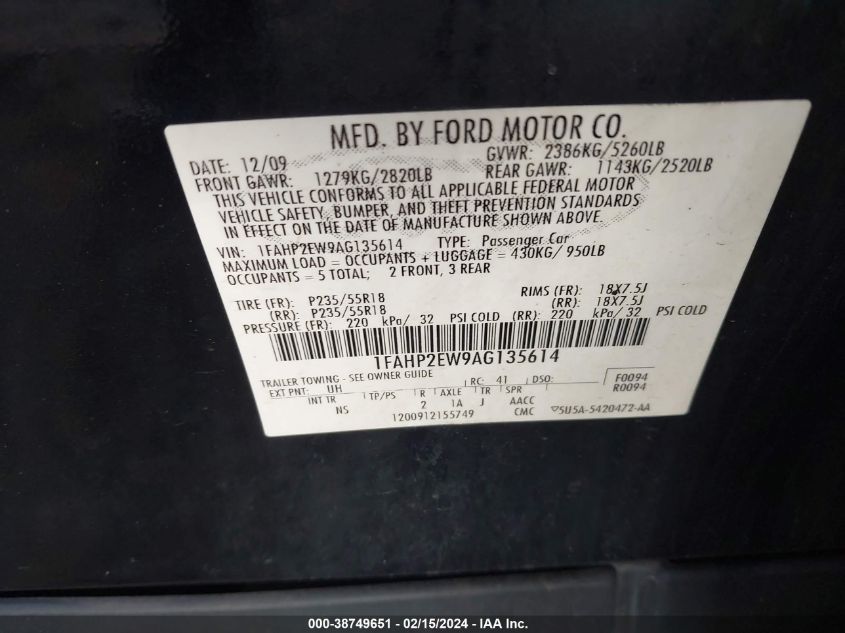 MFD. BY FORD MOTOR CO.
DATE: 12/09 GVWR: 2386KG/5260LB
FRONT GAWR: 1279KG/2820LB REAR GAWR: 1143KG/2520LB
THIS VEHICLE CONFORMS TO ALL APPLICABLE FEDERAL MOTOR
VEHICLE SAFETY, BUMPER, AND THEFT PREVENTION STANDARDS
IN EFFECT ON THE DATE OF MANUFACTURE SHOWN ABOVE.
VIN: 1FAHP2EW9AG135614 TYPE: Passenger Car
MAXIMUM LOAD = OCCUPANTS + LUGGAGE = 430KG/ 950LB
OCCUPANTS = 5 TOTAL; 2 FRONT, 3 REAR
TIRE (FR): P235/55R18 RIMS (FR): 18X7.5J
(RR): P235/55R18 (RR): 18X7.5J
PRESSURE (FR): 220 kPa/ 32 PSI COLD (RR): 220 kPa/ 32 PSI COLD
1FAHP2EW9AG135614
TRAILER TOWING - SEE OWNER GUIDE RC: 41 DSO: F0094
EXT PNT: UH TP/PS R AXLE TR SPR R0094
INT TR NS 2 1A J AACC
1200912155749 CMC ▽5U5A-5420472-AA
000-38749651 - 02/15/2024 - IAA Inc.